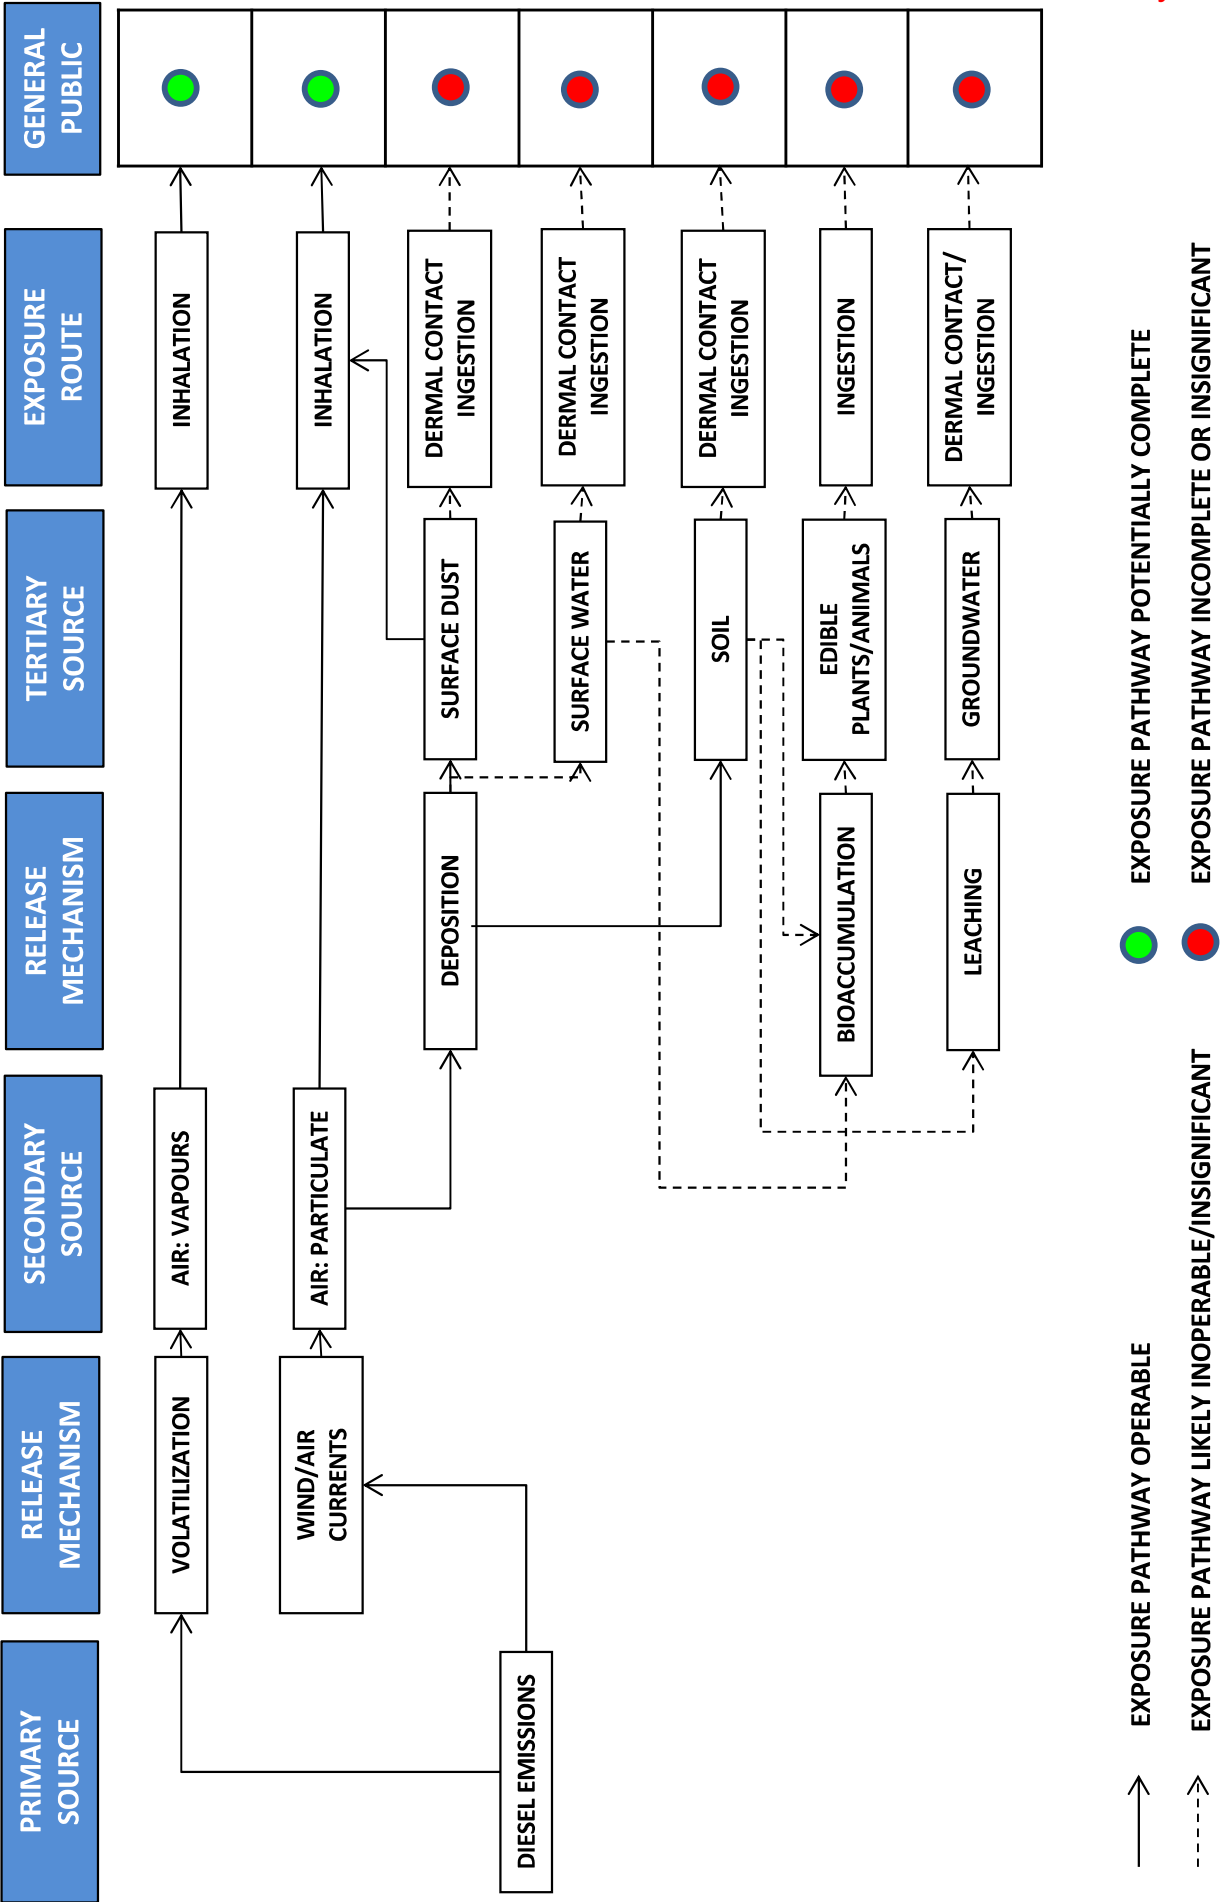 PRIMARY
SOURCE
RELEASE
MECHANISM
SECONDARY
SOURCE
RELEASE
MECHANISM
TERTIARY
SOURCE
EXPOSURE
ROUTE
GENERAL
PUBLIC
VOLATILIZATION
AIR: VAPOURS
INHALATION
WIND/AIR
CURRENTS
AIR: PARTICULATE
INHALATION
DEPOSITION
SURFACE DUST
DERMAL CONTACT
INGESTION
DIESEL EMISSIONS
SURFACE WATER
DERMAL CONTACT
INGESTION
SOIL
DERMAL CONTACT
INGESTION
BIOACCUMULATION
EDIBLE
PLANTS/ANIMALS
INGESTION
LEACHING
GROUNDWATER
DERMAL CONTACT/
INGESTION
EXPOSURE PATHWAY OPERABLE
EXPOSURE PATHWAY POTENTIALLY COMPLETE
EXPOSURE PATHWAY LIKELY INOPERABLE/INSIGNIFICANT
EXPOSURE PATHWAY INCOMPLETE OR INSIGNIFICANT